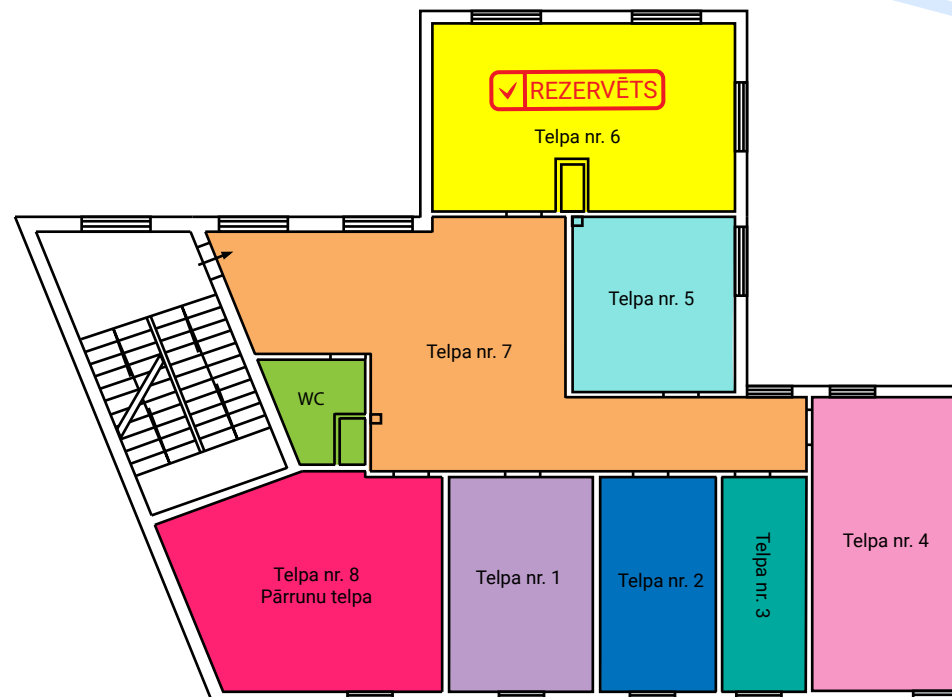 REZERVĒTS
Telpa nr. 6
Telpa nr. 5
Telpa nr. 7
WC
Telpa nr. 8
Pārrunu telpa
Telpa nr. 1
Telpa nr. 2
Telpa nr. 3
Telpa nr. 4